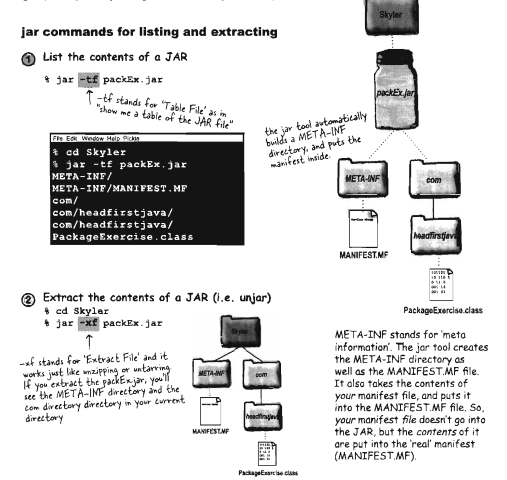 Skyler
jar commands for listing and extracting
1 List the contents of a JAR
% jar -tf packEx.jar
-tf stands for 'Table File' as in
"show me a table of the JAR file"
File Edit Window Help Pickle
% cd Skyler
% jar -tf packEx.jar
META-INF/
META-INF/MANIFEST.MF
com/
com/headfirstjava/
com/headfirstjava/
PackageExercise.class
packEx.jar
the jar tool automatically
builds a META-INF
directory, and puts the
manifest inside.
META-INF
com
MANIFEST.MF
headfirstjava
PackageExercise.class
2 Extract the contents of a JAR (i.e. unjar)
% cd Skyler
% jar -xf packEx.jar
-xf stands for 'Extract File' and it
works just like unzipping or untarring.
If you extract the packEx.jar, you'll
see the META-INF directory and the
com directory directory in your current
directory
Skyler
META-INF
com
MANIFEST.MF
headfirstjava
PackageExercise.class
META-INF stands for 'meta
information'. The jar tool creates
the META-INF directory as
well as the MANIFEST.MF file.
It also takes the contents of
your manifest file, and puts it
into the MANIFEST.MF file. So,
your manifest file doesn't go into
the JAR, but the contents of it
are put into the 'real' manifest
(MANIFEST.MF).